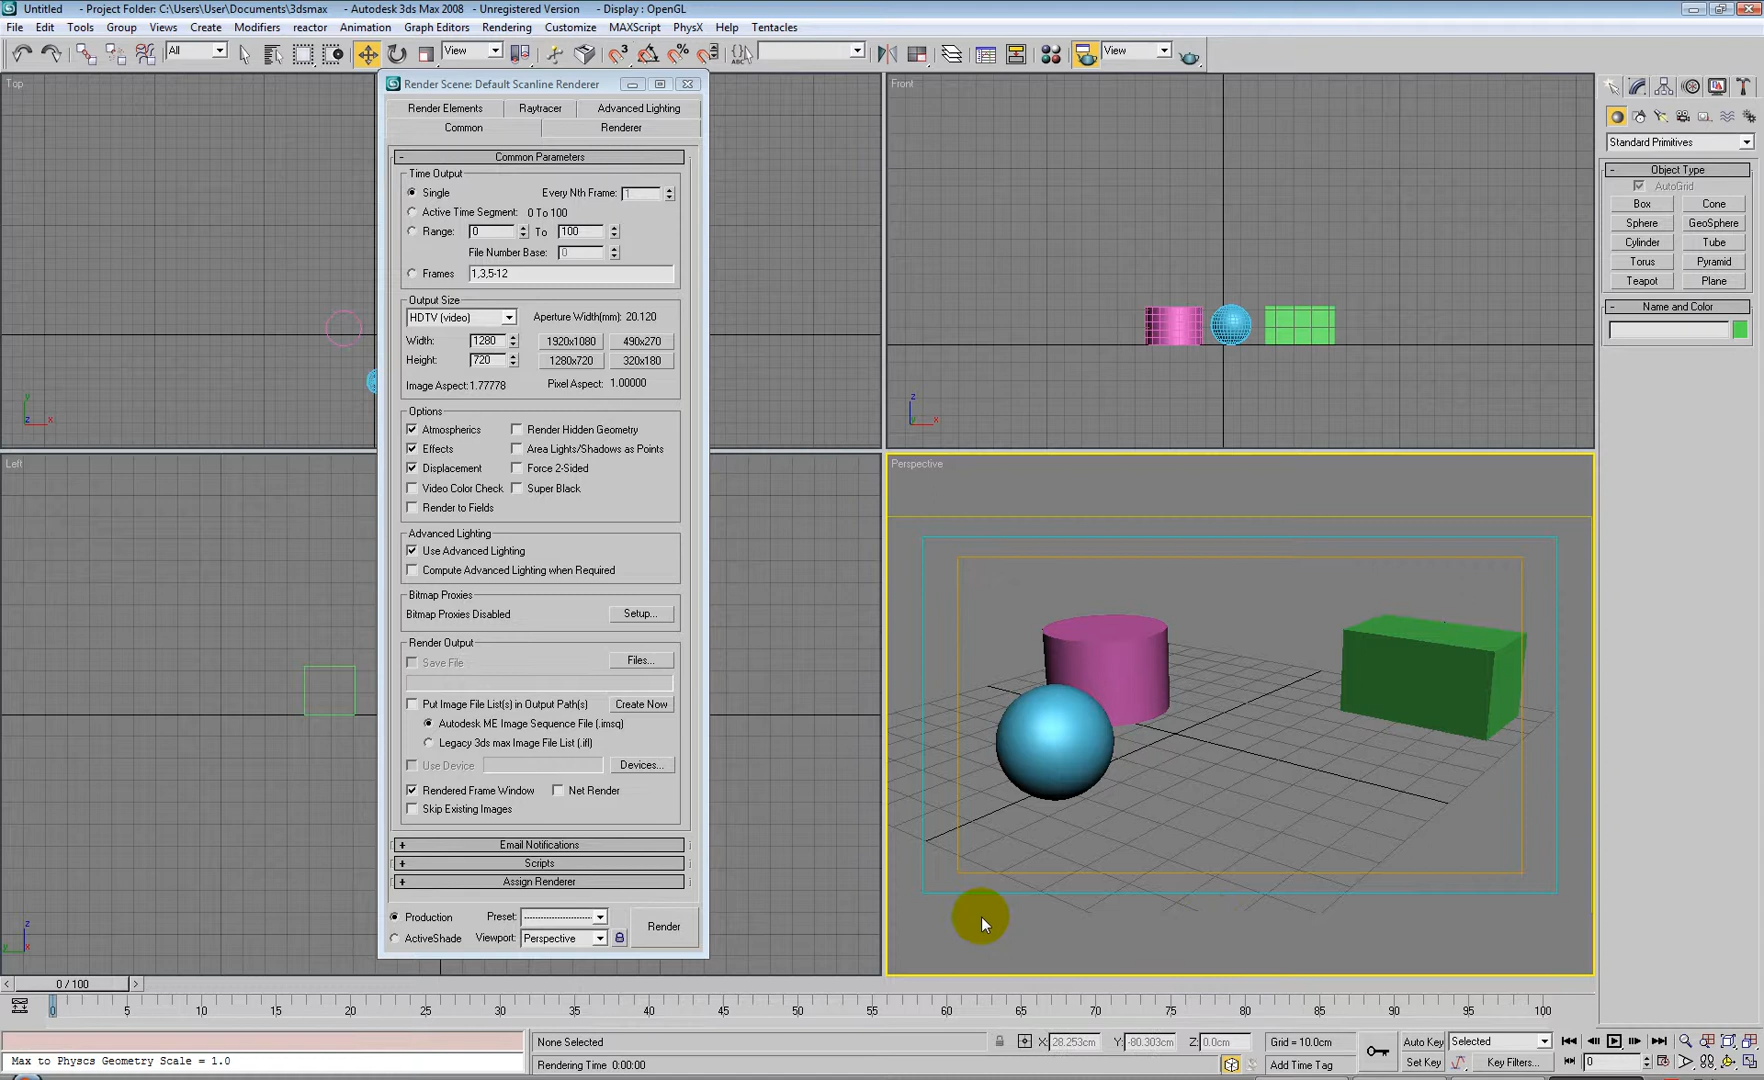 Untitled - Project Folder: C:\Users\User\Documents\3dsmax - Autodesk 3ds Max 2008 - Unregistered Version - Display : OpenGL
File Edit Tools Group Views Create Modifiers reactor Animation Graph Editors Rendering Customize MAXScript PhysX Help Tentacles
All View View
Top
Front
Left
Perspective
Render Scene: Default Scanline Renderer
Render Elements Raytracer Advanced Lighting
Common Renderer
- Common Parameters
Time Output
Single Every Nth Frame: 1
Active Time Segment: 0 To 100
Range: 0 To 100
File Number Base: 0
Frames 1,3,5-12
Output Size
HDTV (video) Aperture Width(mm): 20.120
Width: 1280 1920x1080 490x270
Height: 720 1280x720 320x180
Image Aspect:1.77778 Pixel Aspect: 1.00000
Options
Atmospherics Render Hidden Geometry
Effects Area Lights/Shadows as Points
Displacement Force 2-Sided
Video Color Check Super Black
Render to Fields
Advanced Lighting
Use Advanced Lighting
Compute Advanced Lighting when Required
Bitmap Proxies
Bitmap Proxies Disabled Setup...
Render Output
Save File Files...
Put Image File List(s) in Output Path(s) Create Now
Autodesk ME Image Sequence File (.imsq)
Legacy 3ds max Image File List (.ifl)
Use Device Devices...
Rendered Frame Window Net Render
Skip Existing Images
+ Email Notifications
+ Scripts
+ Assign Renderer
Production Preset: -------------------- Render
ActiveShade Viewport: Perspective
Standard Primitives
- Object Type
AutoGrid
Box Cone
Sphere GeoSphere
Cylinder Tube
Torus Pyramid
Teapot Plane
- Name and Color
z y x
z x
z y
< 0 / 100 >
0 5 10 15 20 25 30 35 40 45 50 55 60 65 70 75 80 85 90 95 100
None Selected X: 28.253cm Y: -80.303cm Z: 0.0cm Grid = 10.0cm Auto Key Selected
Max to Physcs Geometry Scale = 1.0 Rendering Time 0:00:00 Add Time Tag Set Key Key Filters... 0